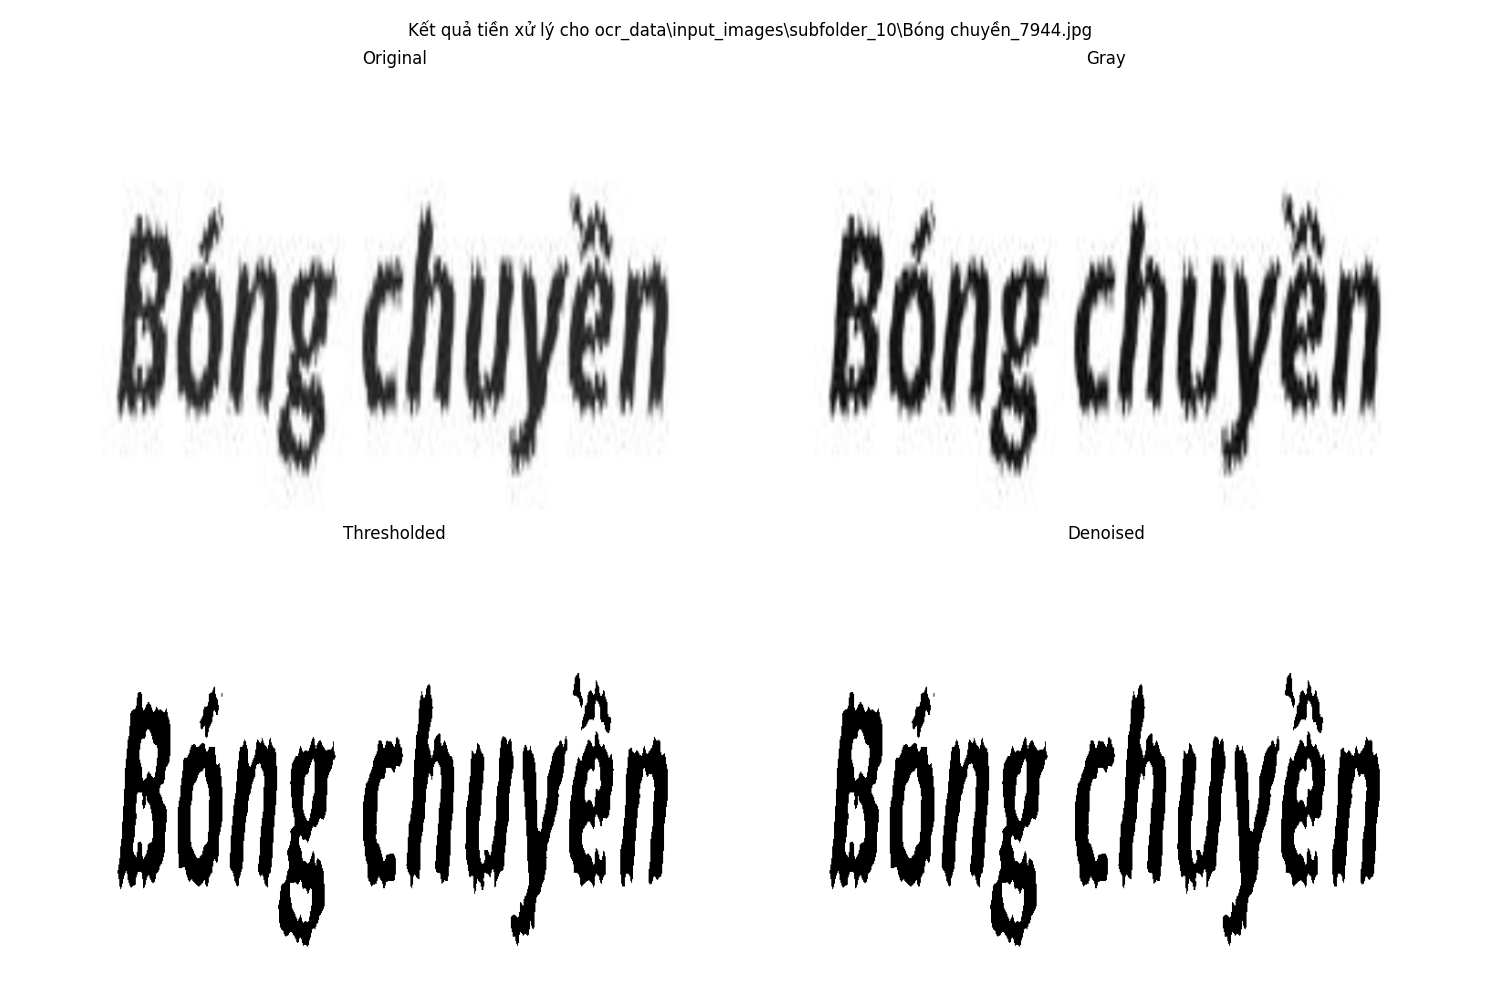 Kết quả tiền xử lý cho ocr_data\input_images\subfolder_10\Bóng chuyền_7944.jpg
Original
Gray
Bóng chuyền
Bóng chuyền
Thresholded
Denoised
Bóng chuyền
Bóng chuyền